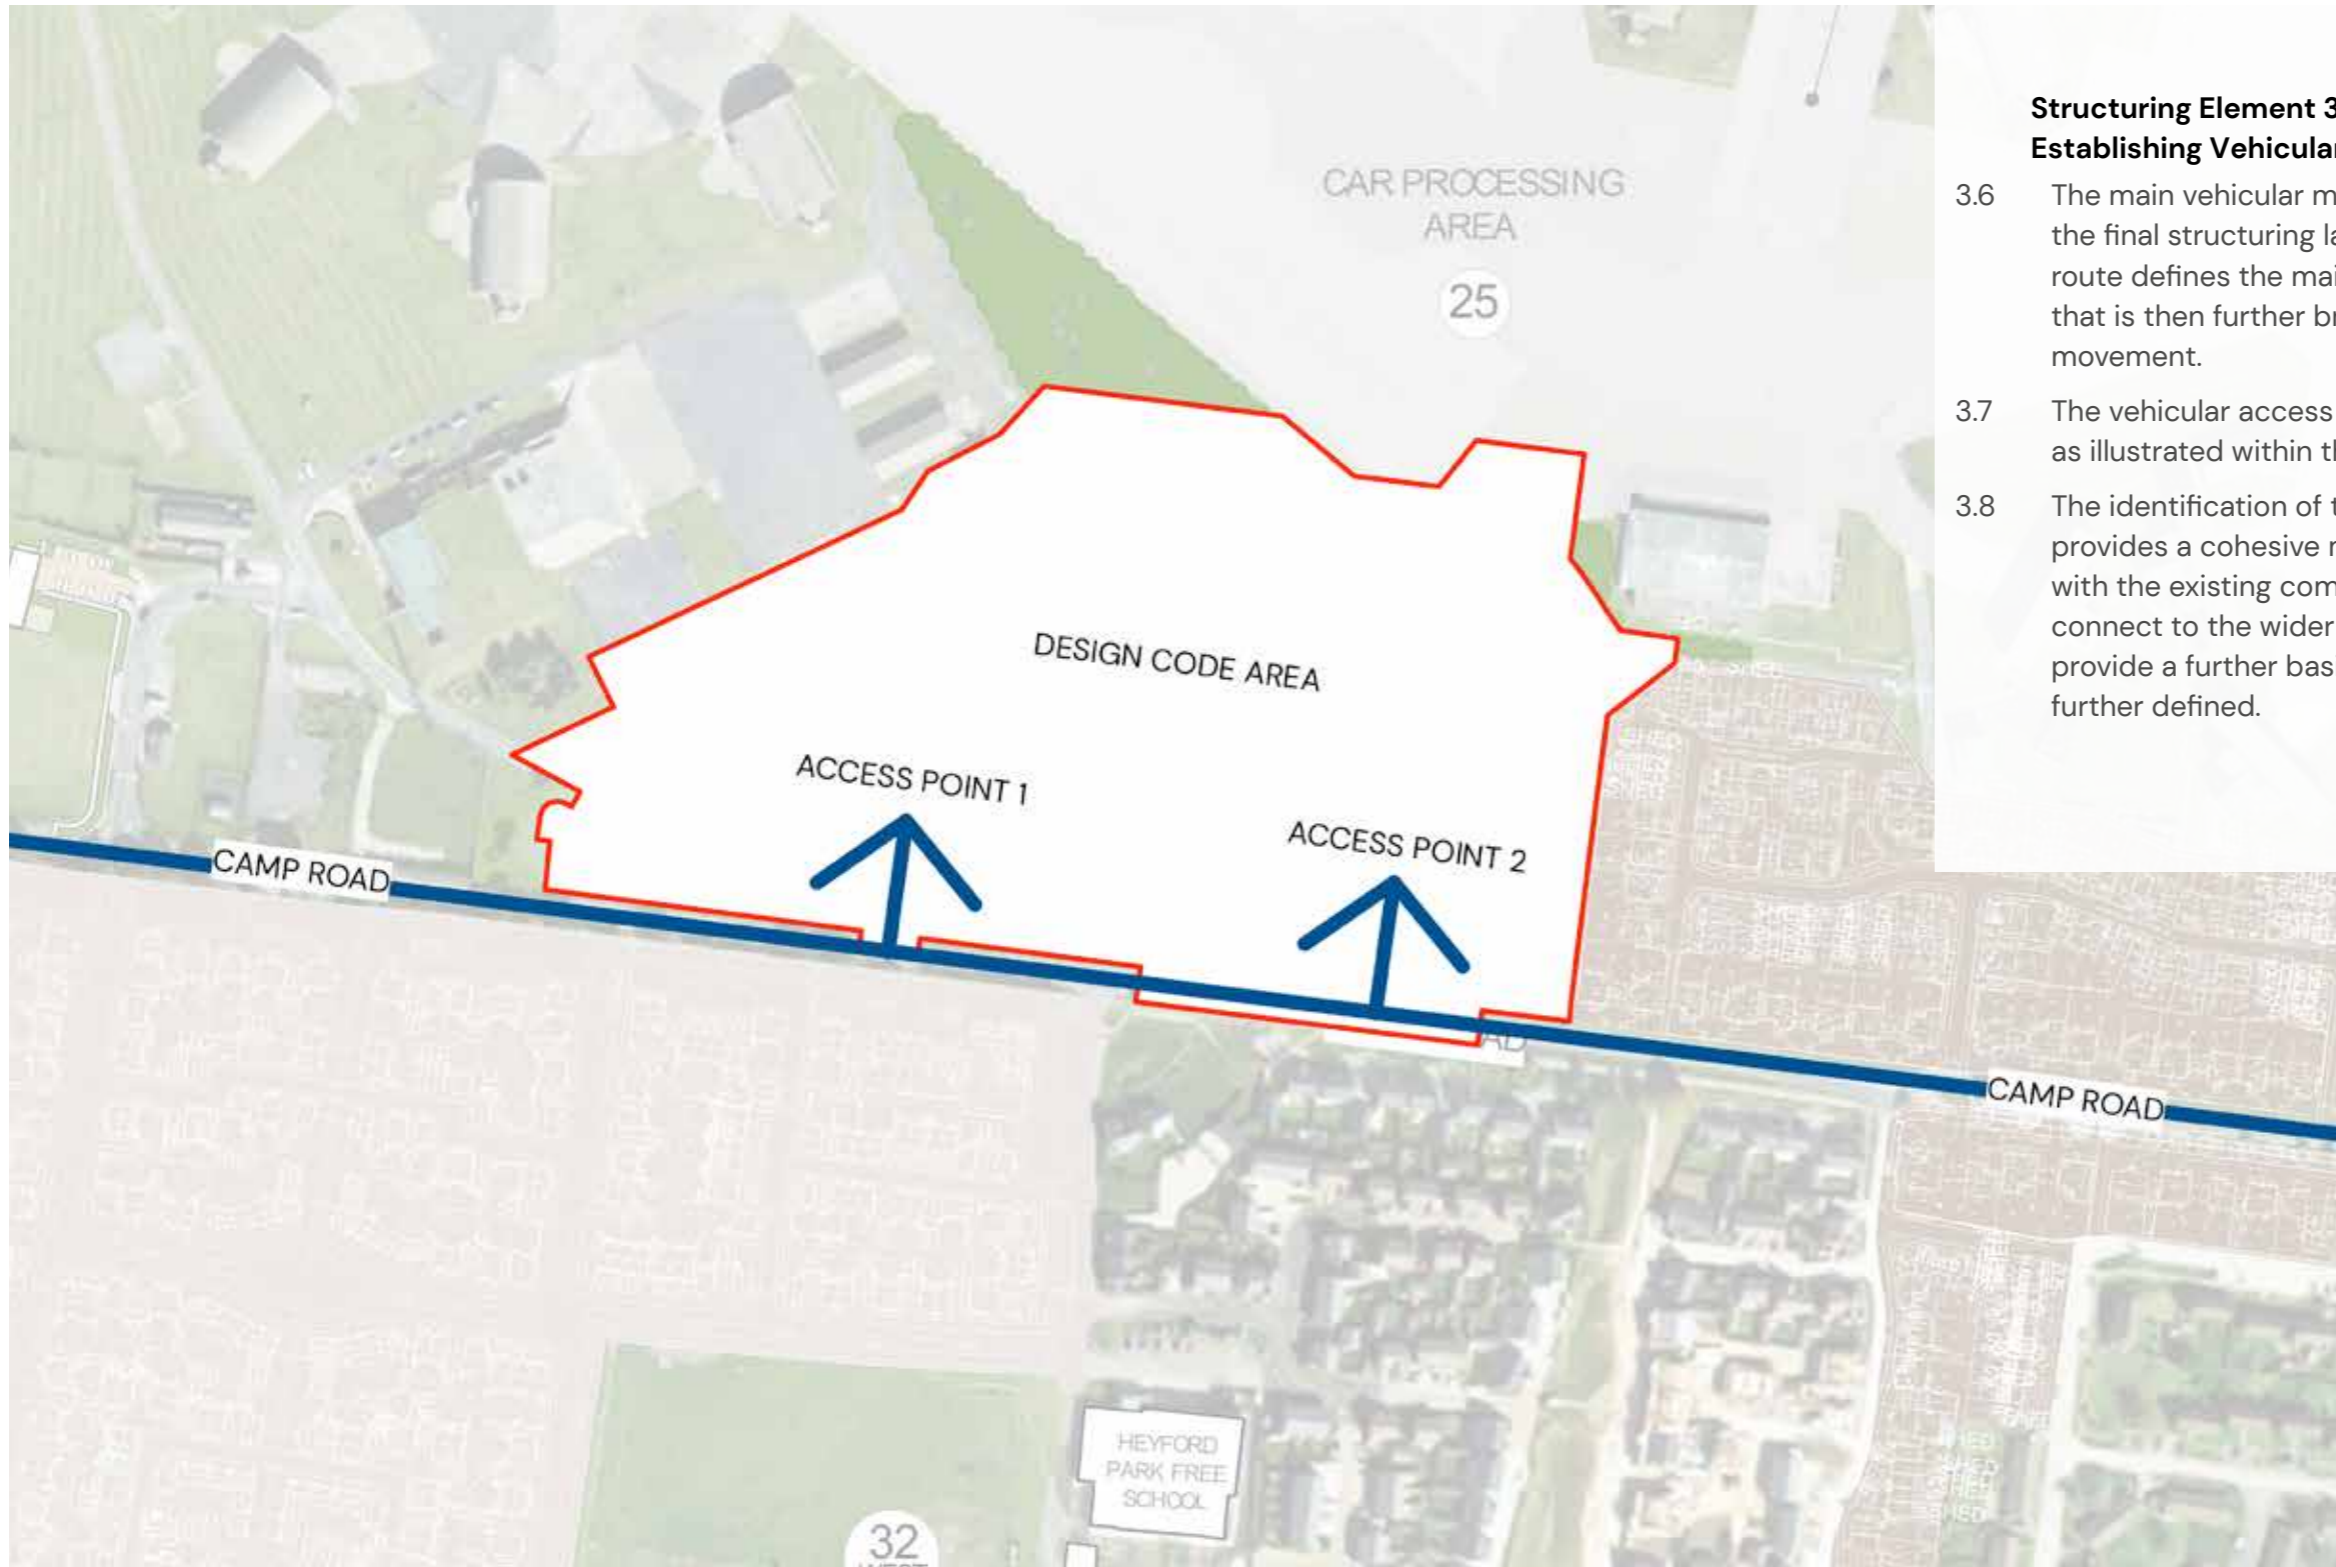 Structuring Element 3
Establishing Vehicular
3.6 The main vehicular m
the final structuring la
route defines the mai
that is then further br
movement.
3.7 The vehicular access
as illustrated within th
3.8 The identification of t
provides a cohesive
with the existing com
connect to the wider
provide a further basi
further defined.
CAR PROCESSING
AREA
25
DESIGN CODE AREA
ACCESS POINT 1
ACCESS POINT 2
CAMP ROAD
AD
CAMP ROAD
HEYFORD
PARK FREE
SCHOOL
32
WEST